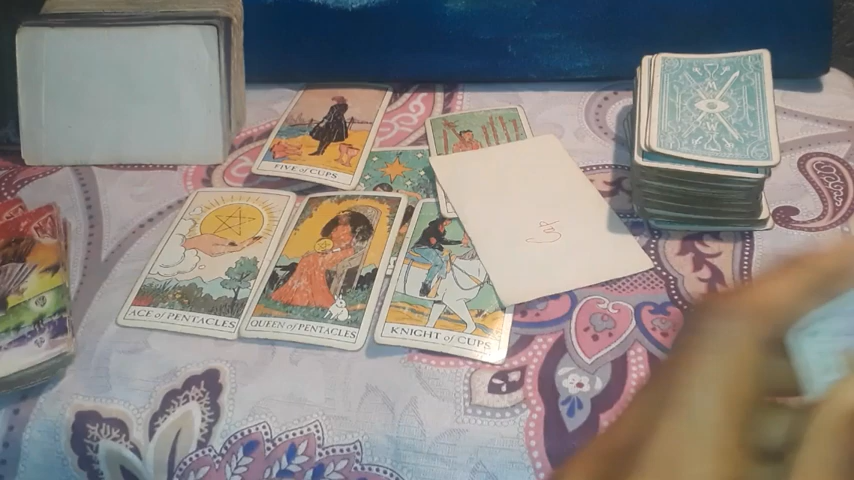 FIVE of CUPS
ACE of PENTACLES
QUEEN of PENTACLES
KNIGHT of CUPS